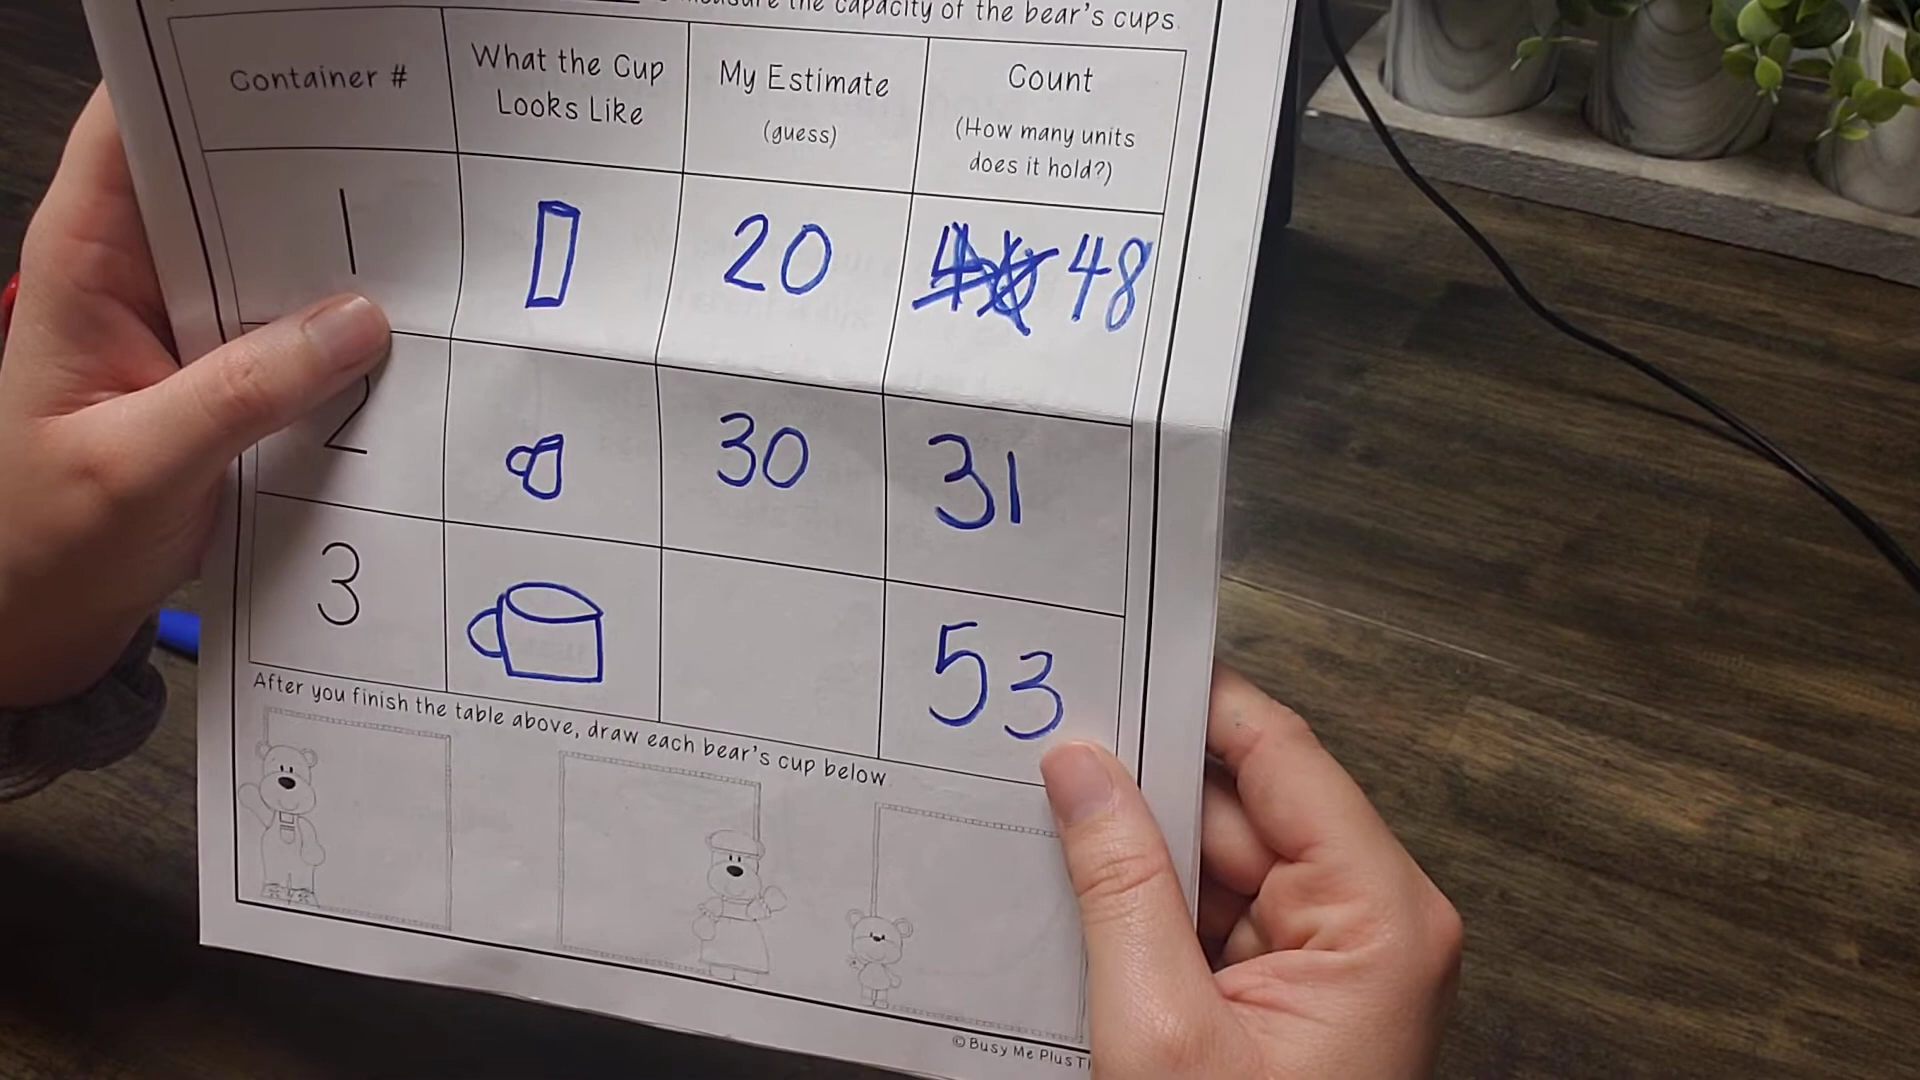 measure the capacity of the bear's cups.
Container #
What the Cup
Looks Like
My Estimate
(guess)
Count
(How many units
does it hold?)
1
20
48
2
30
31
3
53
After you finish the table above, draw each bear's cup below
©Busy Me Plus